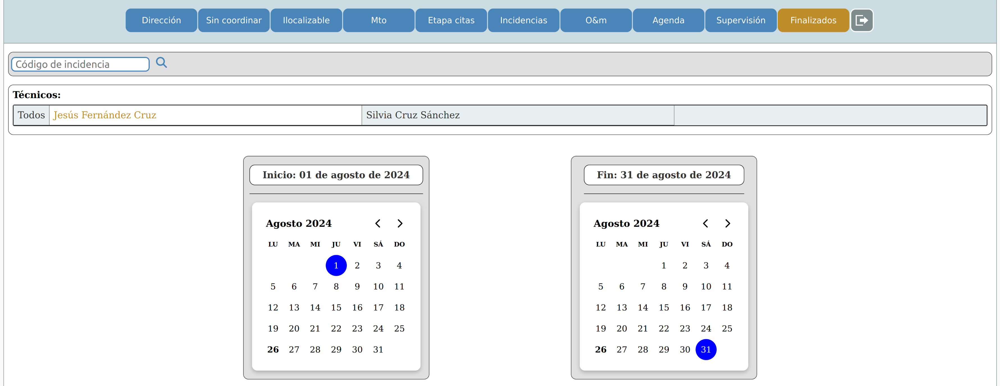 Dirección Sin coordinar Ilocalizable Mto Etapa citas Incidencias O&m Agenda Supervisión Finalizados
Código de incidencia
Técnicos:
Todos Jesús Fernández Cruz Silvia Cruz Sánchez
Inicio: 01 de agosto de 2024
Agosto 2024
LU MA MI JU VI SÁ DO
1 2 3 4
5 6 7 8 9 10 11
12 13 14 15 16 17 18
19 20 21 22 23 24 25
26 27 28 29 30 31
Fin: 31 de agosto de 2024
Agosto 2024
LU MA MI JU VI SÁ DO
1 2 3 4
5 6 7 8 9 10 11
12 13 14 15 16 17 18
19 20 21 22 23 24 25
26 27 28 29 30 31